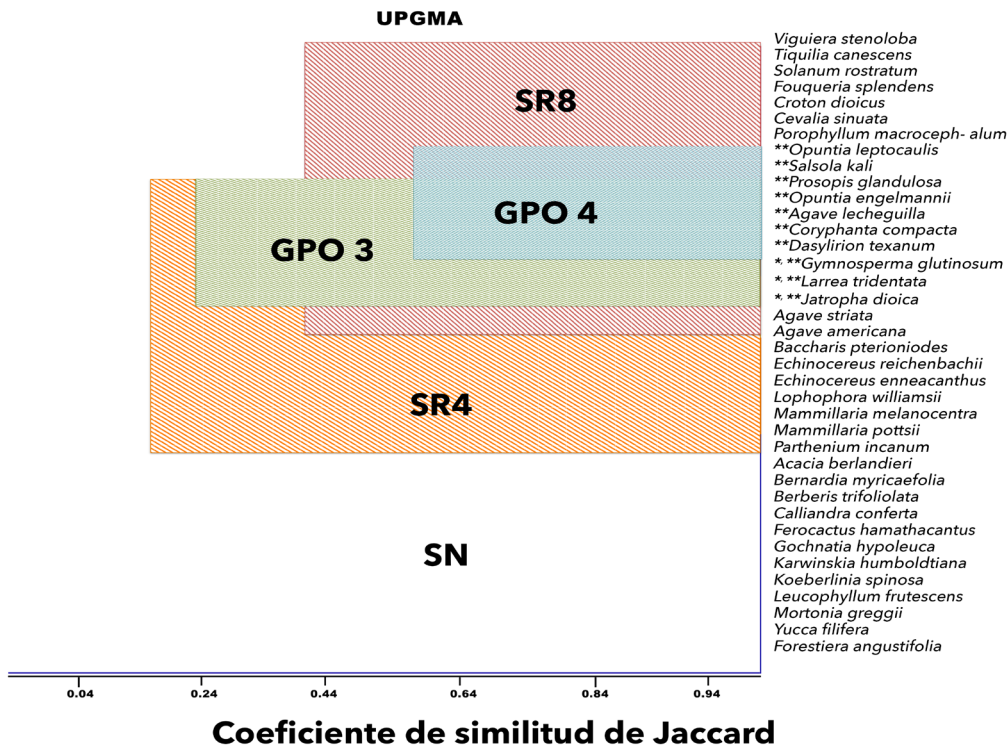 UPGMA
Viguiera stenoloba
Tiquilia canescens
Solanum rostratum
Fouqueria splendens
Croton dioicus
Cevalia sinuata
Porophyllum macroceph- alum
**Opuntia leptocaulis
**Salsola kali
**Prosopis glandulosa
**Opuntia engelmannii
**Agave lecheguilla
**Coryphanta compacta
**Dasylirion texanum
*, **Gymnosperma glutinosum
*, **Larrea tridentata
*, **Jatropha dioica
Agave striata
Agave americana
Baccharis pterioniodes
Echinocereus reichenbachii
Echinocereus enneacanthus
Lophophora williamsii
Mammillaria melanocentra
Mammillaria pottsii
Parthenium incanum
Acacia berlandieri
Bernardia myricaefolia
Berberis trifoliolata
Calliandra conferta
Ferocactus hamathacantus
Gochnatia hypoleuca
Karwinskia humboldtiana
Koeberlinia spinosa
Leucophyllum frutescens
Mortonia greggii
Yucca filifera
Forestiera angustifolia
SR8
GPO 4
GPO 3
SR4
SN
0.04 0.24 0.44 0.64 0.84 0.94
Coeficiente de similitud de Jaccard